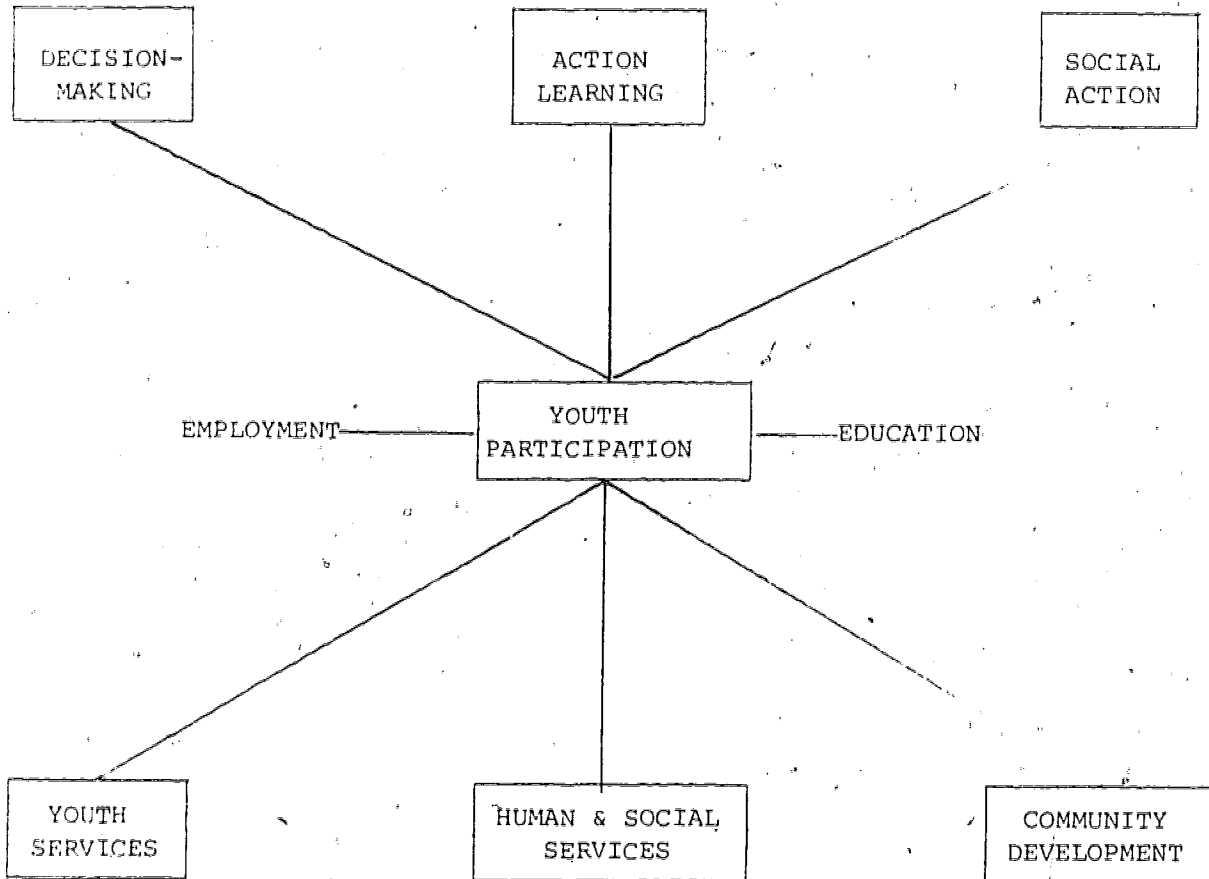 DECISION-
MAKING
ACTION
LEARNING
SOCIAL
ACTION
EMPLOYMENT
YOUTH
PARTICIPATION
EDUCATION
YOUTH
SERVICES
HUMAN & SOCIAL
SERVICES
COMMUNITY
DEVELOPMENT